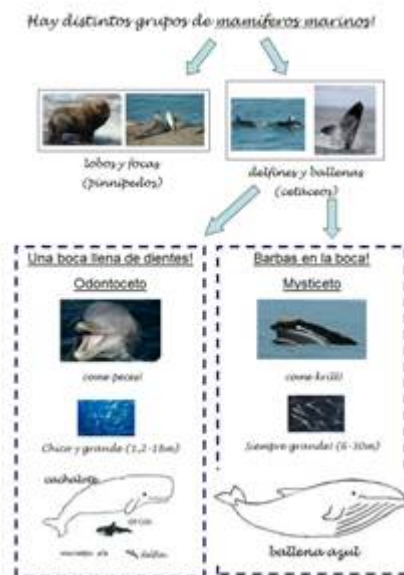 Hay distintos grupos de mamíferos marinos!
lobos y focas
(pinnípedos)
delfines y ballenas
(cetáceos)
Una boca llena de dientes!
Odontoceto
come peces!
Chico y grande (1,2-18m)
cachalote
orca
delfín
Barbas en la boca!
Mysticeto
come krill!
Siempre grande! (6-30m)
ballena azul